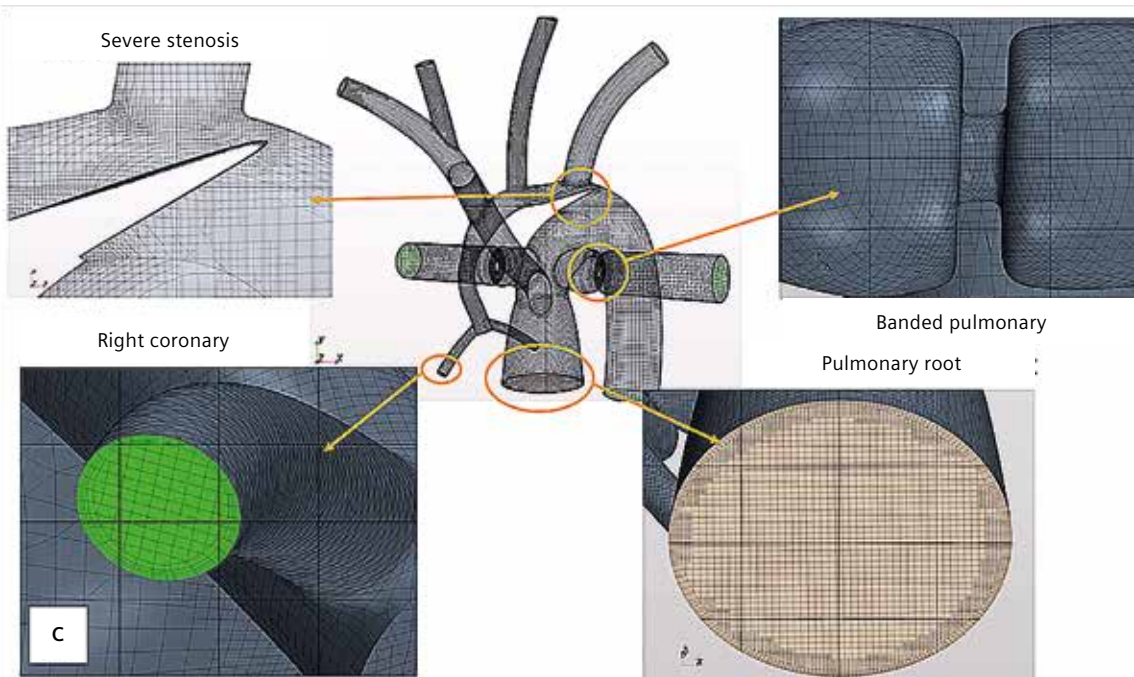 Severe stenosis
Right coronary
Banded pulmonary
Pulmonary root
C